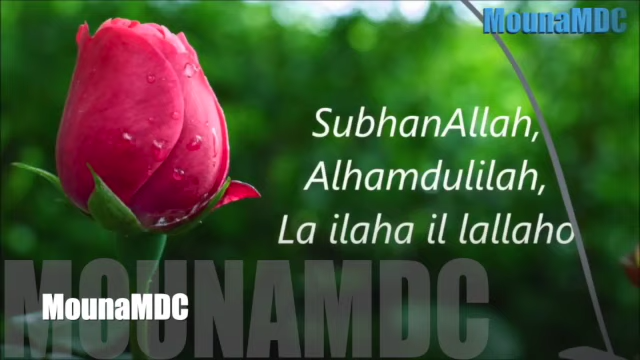 MounaMDC
SubhanAllah,
Alhamdulilah,
La ilaha il lallaho
MOUNAMDC
MounaMDC